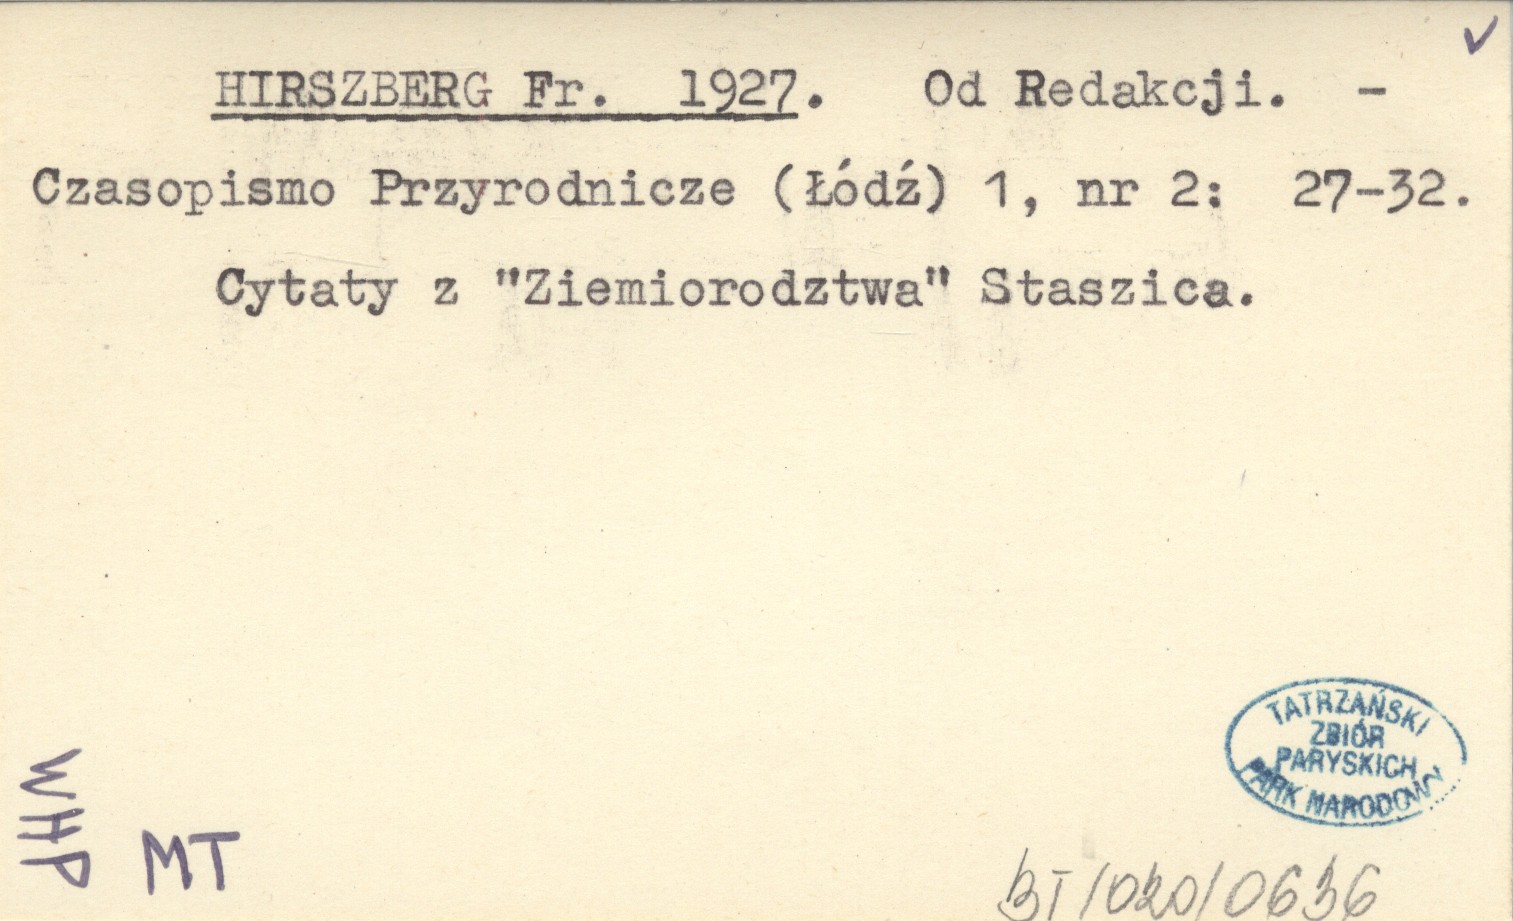 HIRSZBERG Fr. 1927. Od Redakcji. -
Czasopismo Przyrodnicze (Łódź) 1, nr 2: 27-32.
Cytaty z "Ziemiorodztwa" Staszica.
TATRZAŃSKI
ZBIÓR
PARYSKICH
PARK NARODOWY
WHP
MT
BT/020/0636